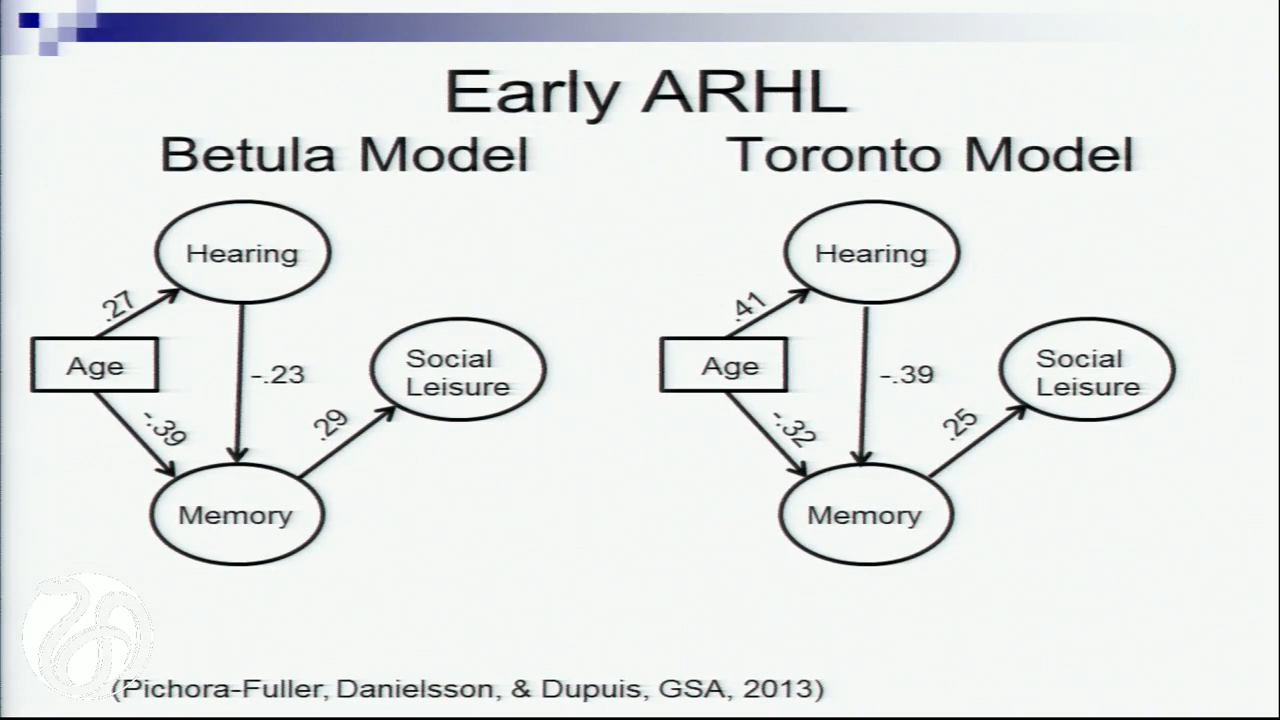 Early ARHL
Betula Model
Hearing
.27
Age
-.23
Social
Leisure
-.39
.29
Memory
Toronto Model
Hearing
.41
Age
-.39
Social
Leisure
-.32
.25
Memory
(Pichora-Fuller, Danielsson, & Dupuis, GSA, 2013)